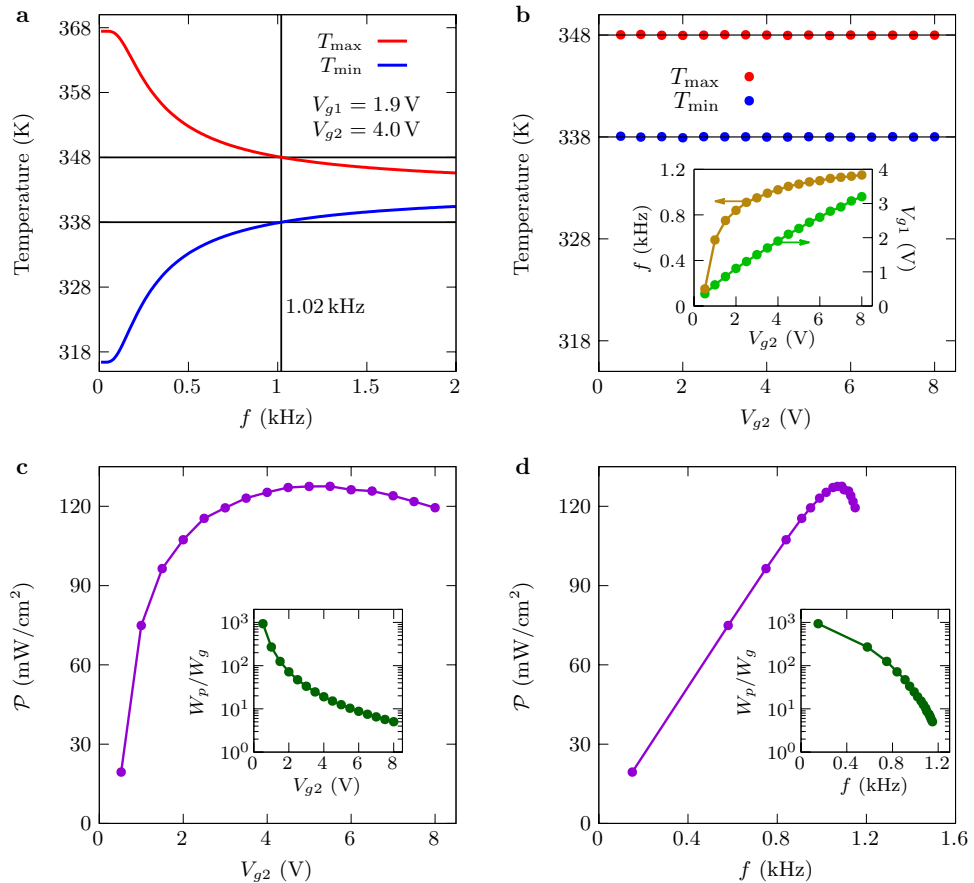 a
368
358
348
338
328
318
Temperature (K)
T_max
T_min
V_g1 = 1.9 V
V_g2 = 4.0 V
1.02 kHz
0
0.5
1
1.5
2
f (kHz)
b
348
338
328
318
Temperature (K)
T_max
T_min
1.2
0.8
0.4
0
f (kHz)
4
3
2
1
0
V_g1 (V)
0 2 4 6 8
V_g2 (V)
0 2 4 6 8
V_g2 (V)
c
120
90
60
30
0
𝒫 (mW/cm²)
10³
10²
10¹
10⁰
W_p/W_g
2 4 6 8
V_g2 (V)
0 2 4 6 8
V_g2 (V)
d
120
90
60
30
0
𝒫 (mW/cm²)
10³
10²
10¹
10⁰
W_p/W_g
0 0.4 0.8 1.2
f (kHz)
0 0.4 0.8 1.2 1.6
f (kHz)